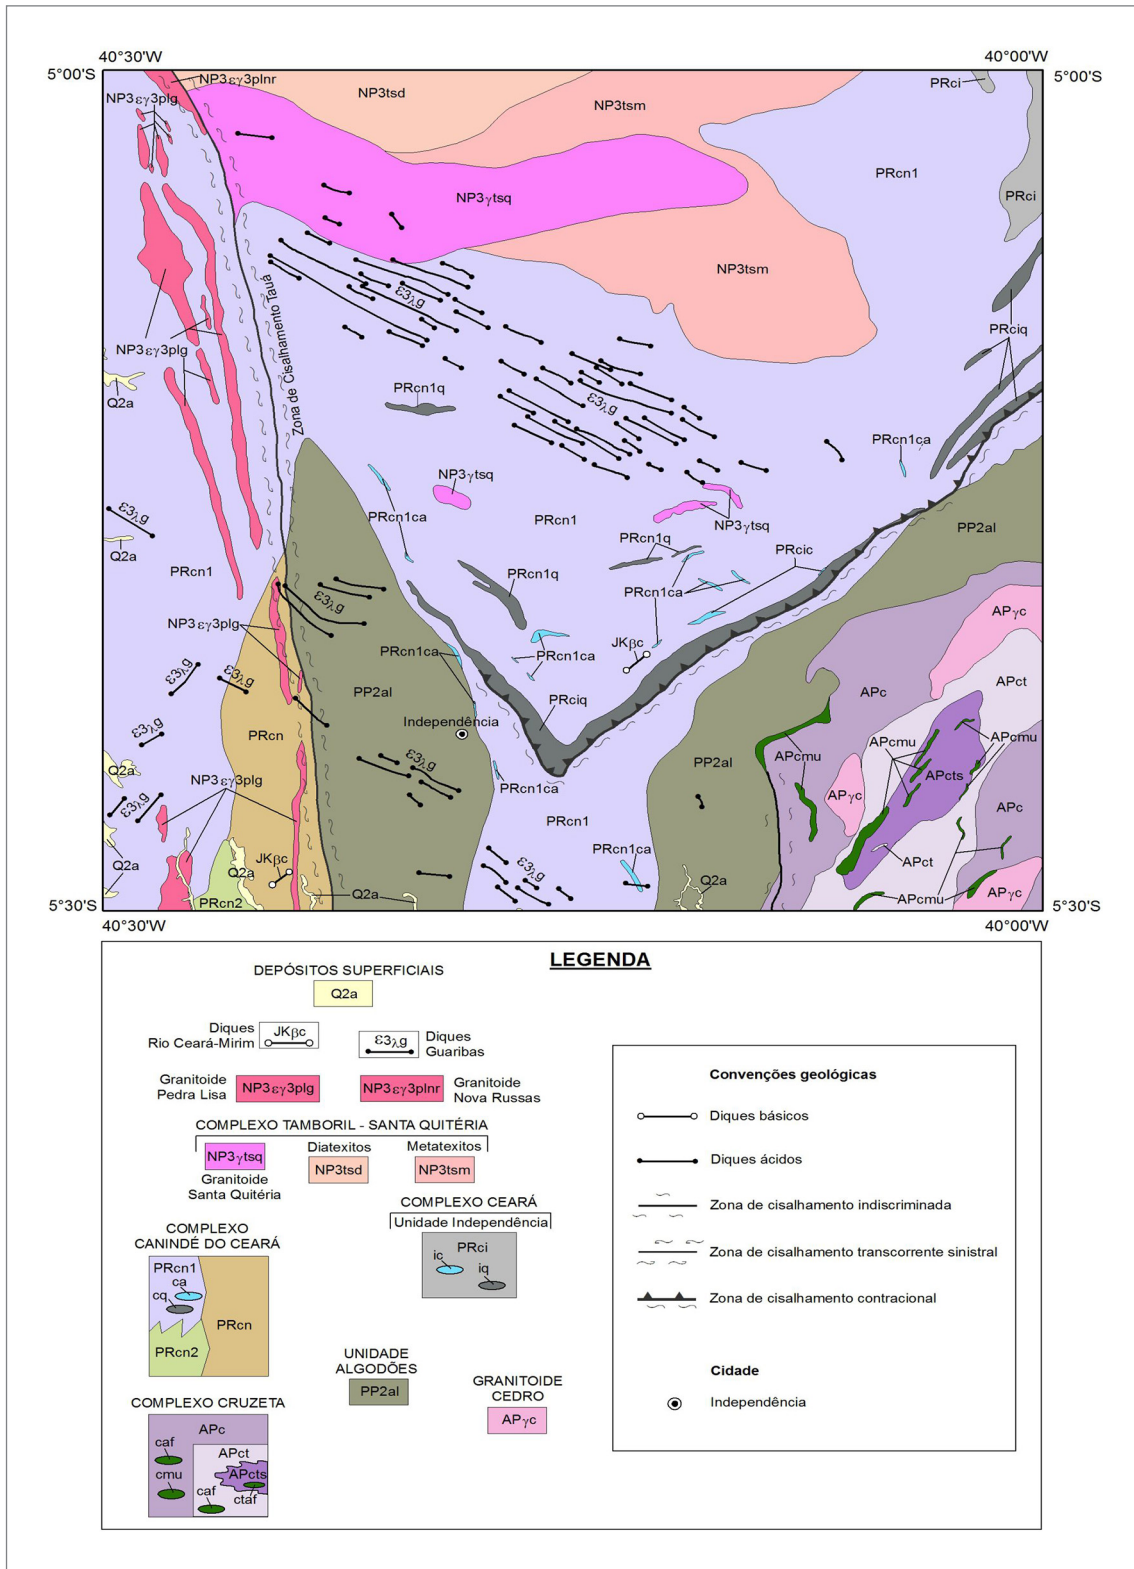 40°30'W
40°00'W
5°00'S
5°00'S
NP3εγ3plnr
NP3εγ3plg
NP3tsd
NP3tsm
PRci
PRcn1
PRci
NP3γtsq
NP3tsm
Zona de Cisalhamento Tauá
ε3λg
PRciq
NP3εγ3plg
Q2a
PRcn1q
ε3λg
PRcn1ca
NP3γtsq
PRcn1ca
PRcn1
NP3γtsq
PP2al
ε3λg
Q2a
PRcn1
PRcn1q
PRcic
PRcn1q
PRcn1ca
ε3λg
APγc
NP3εγ3plg
JKβc
PRcn1ca
PRcn1ca
ε3λg
ε3λg
PP2al
PRciq
APc
APct
Independência
ε3λg
PRcn
APcmu
APcmu
APcmu
ε3λg
PP2al
Q2a
NP3εγ3plg
PRcn1ca
APcts
APγc
ε3λg
APc
PRcn1
PRcn1ca
Q2a
JKβc
Q2a
ε3λg
APct
Q2a
Q2a
APcmu
APγc
PRcn2
5°30'S
5°30'S
40°30'W
40°00'W
LEGENDA
DEPÓSITOS SUPERFICIAIS
Q2a
Diques
Rio Ceará-Mirim
JKβc
ε3λg
Diques
Guaribas
Granitoide
Pedra Lisa
NP3εγ3plg
NP3εγ3plnr
Granitoide
Nova Russas
COMPLEXO TAMBORIL - SANTA QUITÉRIA
NP3γtsq
Granitoide
Santa Quitéria
Diatexitos
NP3tsd
Metatexitos
NP3tsm
COMPLEXO CEARÁ
Unidade Independência
PRci
ic
iq
COMPLEXO
CANINDÉ DO CEARÁ
PRcn1
ca
cq
PRcn
PRcn2
UNIDADE
ALGODÕES
PP2al
GRANITOIDE
CEDRO
APγc
COMPLEXO CRUZETA
APc
caf
APct
cmu
APcts
caf
ctaf
Convenções geológicas
Diques básicos
Diques ácidos
Zona de cisalhamento indiscriminada
Zona de cisalhamento transcorrente sinistral
Zona de cisalhamento contracional
Cidade
Independência